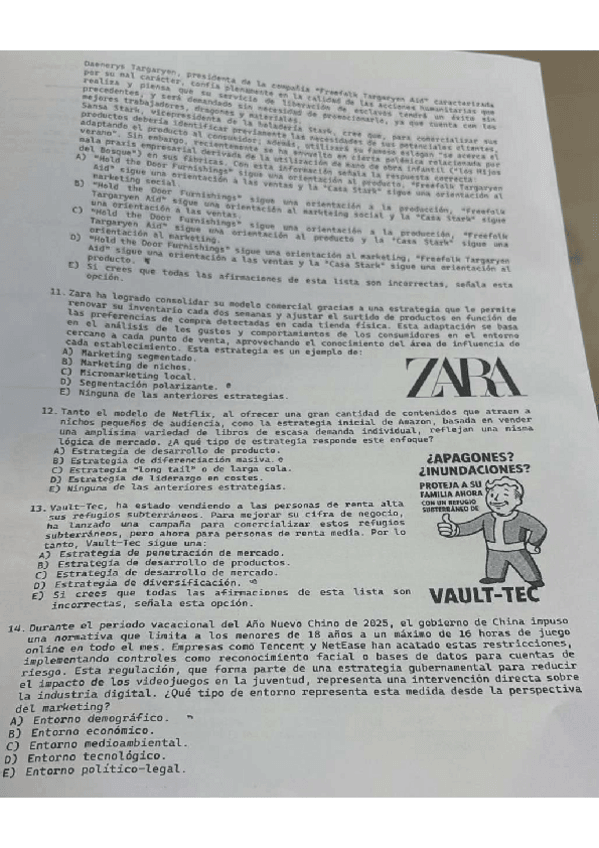 Daenerys Targaryen, presidenta de la compañía "Freefolk Targaryen Aid" caracterizada
por su mal carácter, confía plenamente en la calidad de las acciones humanitarias que
realiza y piensa que su servicio de liberación de esclavos tendrá un éxito sin
precedentes, y será demandado sin necesidad de promocionarlo, ya que cuenta con los
mejores trabajadores, dragones y materiales.
Sansa Stark, vicepresidenta de la heladería Stark, cree que, para comercializar sus
productos debería identificar previamente las necesidades de sus potenciales clientes,
adaptando el producto al consumidor; además, utilizará su famoso eslogan "se acerca el
verano". Sin embargo, recientemente se ha envuelto en cierta polémica relacionada por
mala praxis empresarial derivada de la utilización de mano de obra infantil ("los Hijos
del Bosque") en sus fábricas. Con esta información señala la respuesta correcta
A) "Hold the Door Furnishings" sigue una orientación al producto, "Freefolk Targaryen
Aid" sigue una orientación a las ventas y la "Casa Stark" sigue una orientación al
marketing social.
B) "Hold the Door Furnishings" sigue una orientación a la producción, "Freefolk
Targaryen Aid" sigue una orientación al marketing social y la "Casa Stark" sigue
una orientación a las ventas.
C) "Hold the Door Furnishings" sigue una orientación a la producción, "Freefolk
Targaryen Aid" sigue una orientación al producto y la "Casa Stark" sigue una
orientación al marketing.
D) "Hold the Door Furnishings" sigue una orientación al marketing, "Freefolk Targaryen
Aid" sigue una orientación a las ventas y la "Casa Stark" sigue una orientación al
producto.
E) Si crees que todas las afirmaciones de esta lista son incorrectas, señala esta
opción.
11. Zara ha logrado consolidar su modelo comercial gracias a una estrategia que le permite
renovar su inventario cada dos semanas y ajustar el surtido de productos en función de
las preferencias de compra detectadas en cada tienda física. Esta adaptación se basa
en el análisis de los gustos y comportamientos de los consumidores en el entorno
cercano a cada punto de venta, aprovechando el conocimiento del área de influencia de
cada establecimiento. Esta estrategia es un ejemplo de:
A) Marketing segmentado.
B) Marketing de nichos.
C) Micromarketing local.
D) Segmentación polarizante.
E) Ninguna de las anteriores estrategias.
ZARA
12. Tanto el modelo de Netflix, al ofrecer una gran cantidad de contenidos que atraen a
nichos pequeños de audiencia, como la estrategia inicial de Amazon, basada en vender
una amplísima variedad de libros de escasa demanda individual, reflejan una misma
lógica de mercado. ¿A qué tipo de estrategia responde este enfoque?
A) Estrategia de desarrollo de producto.
B) Estrategia de diferenciación masiva.
C) Estrategia "long tail" o de larga cola.
D) Estrategia de liderazgo en costes.
E) Ninguna de las anteriores estrategias.
¿APAGONES?
¿INUNDACIONES?
PROTEJA A SU
FAMILIA AHORA
CON UN REFUGIO
SUBTERRÁNEO DE
VAULT-TEC
13. Vault-Tec, ha estado vendiendo a las personas de renta alta
sus refugios subterráneos. Para mejorar su cifra de negocio,
ha lanzado una campaña para comercializar estos refugios
subterráneos, pero ahora para personas de renta media. Por lo
tanto, Vault-Tec sigue una:
A) Estrategia de penetración de mercado.
B) Estrategia de desarrollo de productos.
C) Estrategia de desarrollo de mercado.
D) Estrategia de diversificación.
E) Si crees que todas las afirmaciones de esta lista son
incorrectas, señala esta opción.
14. Durante el periodo vacacional del Año Nuevo Chino de 2025, el gobierno de China impuso
una normativa que limita a los menores de 18 años a un máximo de 16 horas de juego
online en todo el mes. Empresas como Tencent y NetEase han acatado estas restricciones,
implementando controles como reconocimiento facial o bases de datos para cuentas de
riesgo. Esta regulación, que forma parte de una estrategia gubernamental para reducir
el impacto de los videojuegos en la juventud, representa una intervención directa sobre
la industria digital. ¿Qué tipo de entorno representa esta medida desde la perspectiva
del marketing?
A) Entorno demográfico.
B) Entorno económico.
C) Entorno medioambiental.
D) Entorno tecnológico.
E) Entorno político-legal.